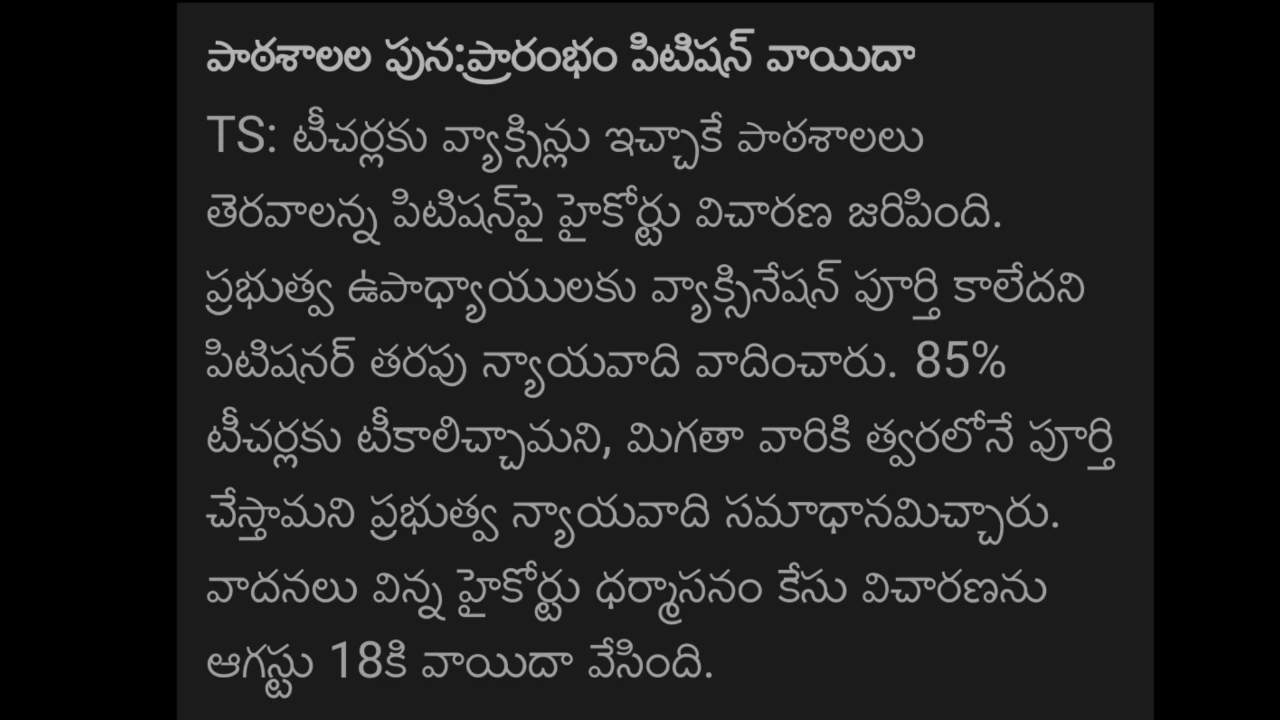 పాఠశాలల పున:ప్రారంభం పిటిషన్ వాయిదా
TS: టీచర్లకు వ్యాక్సిన్లు ఇచ్చాకే పాఠశాలలు
తెరవాలన్న పిటిషన్‌పై హైకోర్టు విచారణ జరిపింది.
ప్రభుత్వ ఉపాధ్యాయులకు వ్యాక్సినేషన్ పూర్తి కాలేదని
పిటిషనర్ తరపు న్యాయవాది వాదించారు. 85%
టీచర్లకు టీకాలిచ్చామని, మిగతా వారికి త్వరలోనే పూర్తి
చేస్తామని ప్రభుత్వ న్యాయవాది సమాధానమిచ్చారు.
వాదనలు విన్న హైకోర్టు ధర్మాసనం కేసు విచారణను
ఆగస్టు 18కి వాయిదా వేసింది.